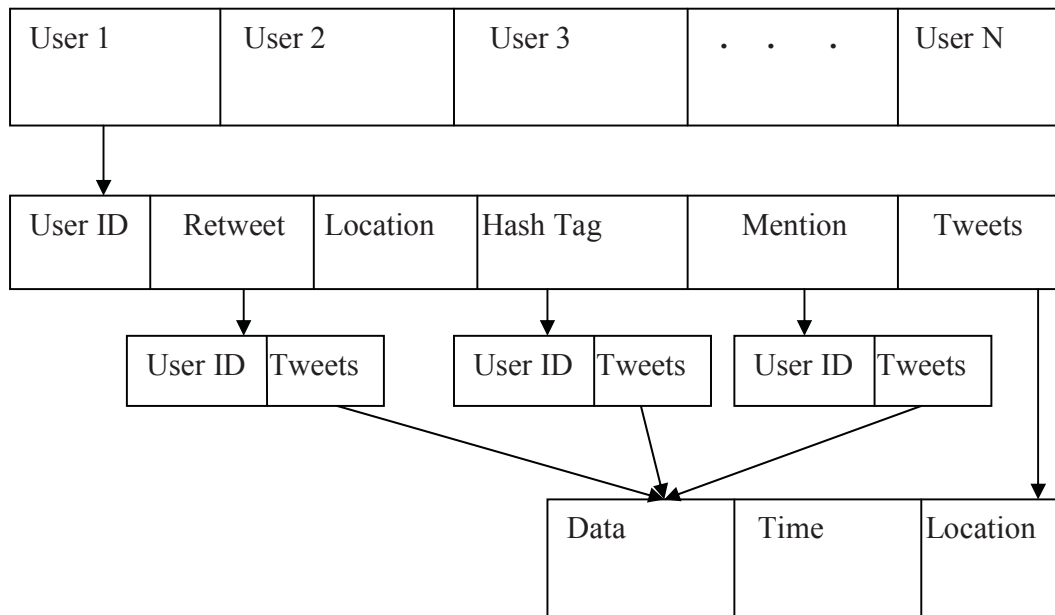 User 1 User 2 User 3 . . . User N
User ID Retweet Location Hash Tag Mention Tweets
User ID Tweets User ID Tweets User ID Tweets
Data Time Location